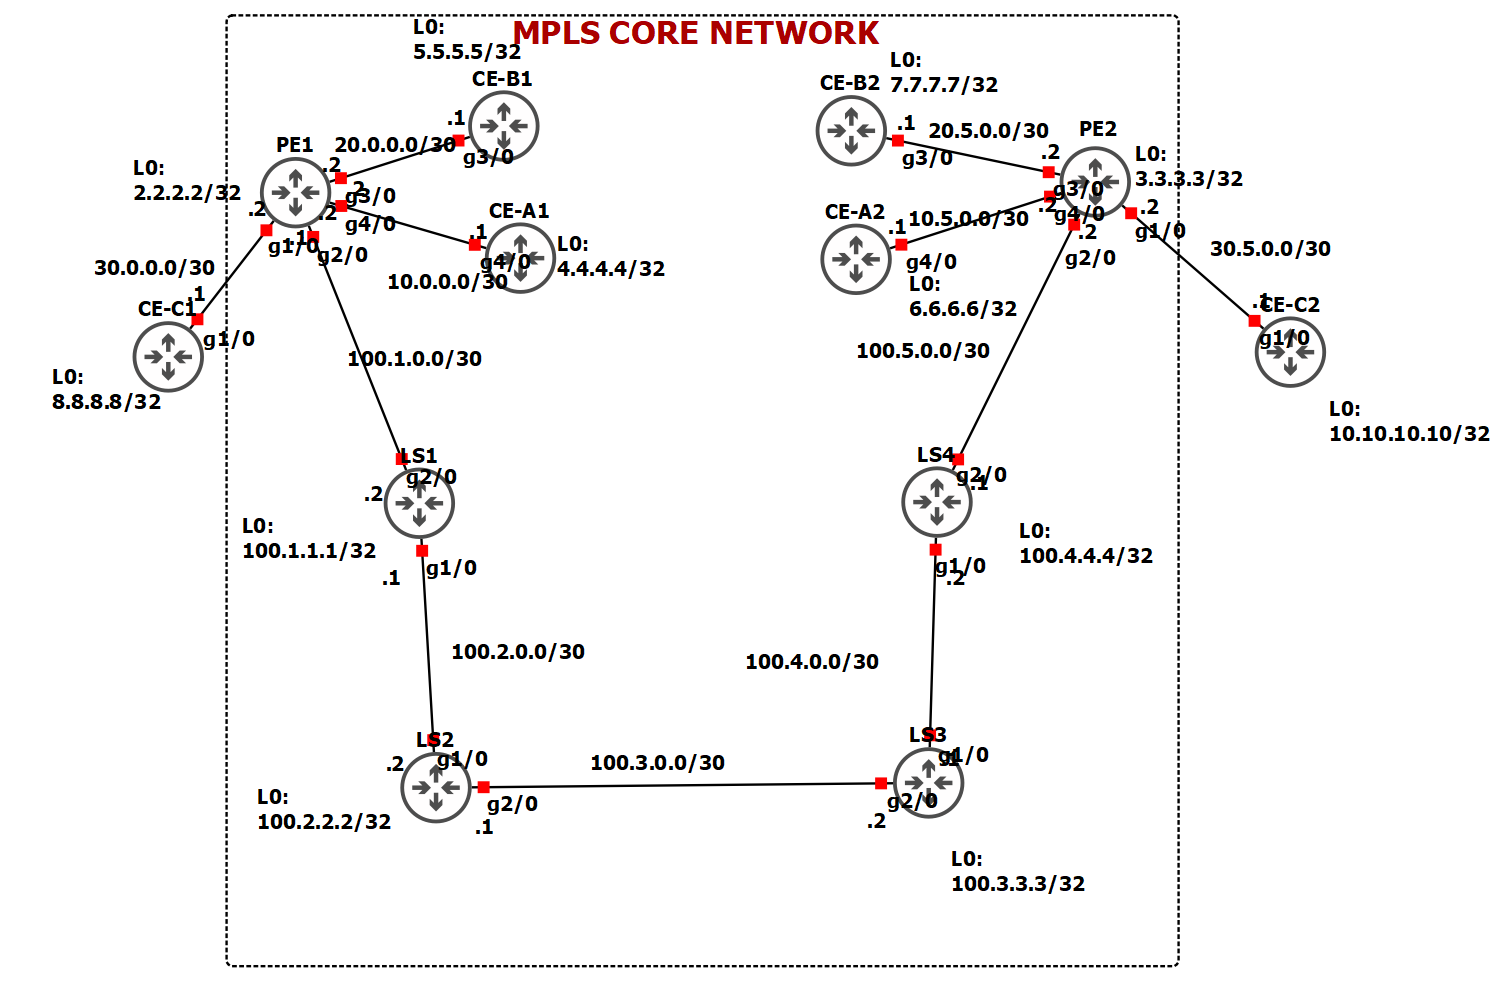 MPLS CORE NETWORK
L0:
5.5.5.5/32
CE-B1
.1
g3/0
20.0.0.0/30
PE1
.2
g3/0
L0:
2.2.2.2/32
.2
g4/0
.2
g1/0
.2
.1
g2/0
CE-A1
.1
g4/0
L0:
4.4.4.4/32
10.0.0.0/30
30.0.0.0/30
.1
CE-C1
g1/0
L0:
8.8.8.8/32
100.1.0.0/30
LS1
g2/0
.2
L0:
100.1.1.1/32
g1/0
.1
100.2.0.0/30
LS2
g1/0
.2
L0:
100.2.2.2/32
g2/0
.1
100.3.0.0/30
LS3
g1/0
.1
g2/0
.2
L0:
100.3.3.3/32
100.4.0.0/30
LS4
g2/0
.1
g1/0
.2
L0:
100.4.4.4/32
100.5.0.0/30
CE-B2
L0:
7.7.7.7/32
.1
g3/0
20.5.0.0/30
PE2
.2
g3/0
L0:
3.3.3.3/32
.2
g4/0
.2
g2/0
.2
g1/0
CE-A2
.1
g4/0
10.5.0.0/30
L0:
6.6.6.6/32
30.5.0.0/30
.1
CE-C2
g1/0
L0:
10.10.10.10/32